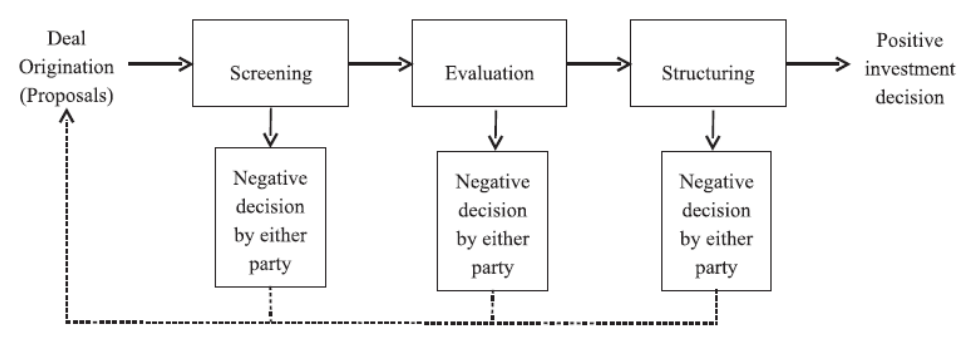 Deal
Origination
(Proposals)
Screening
Evaluation
Structuring
Positive
investment
decision
Negative
decision
by either
party
Negative
decision
by either
party
Negative
decision
by either
party